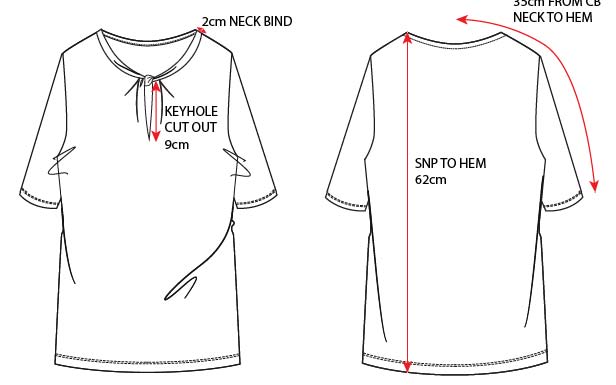 2cm NECK BIND
KEYHOLE
CUT OUT
9cm
35cm FROM CB
NECK TO HEM
SNP TO HEM
62cm